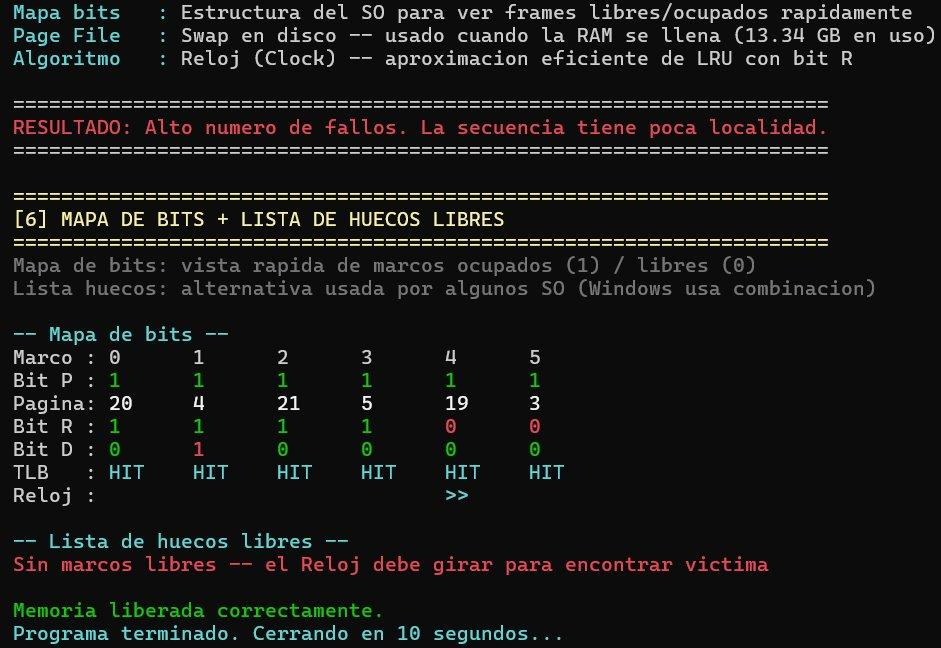 Mapa bits   : Estructura del SO para ver frames libres/ocupados rapidamente
Page File   : Swap en disco -- usado cuando la RAM se llena (13.34 GB en uso)
Algoritmo   : Reloj (Clock) -- aproximacion eficiente de LRU con bit R
====================================================================
RESULTADO: Alto numero de fallos. La secuencia tiene poca localidad.
====================================================================
====================================================================
[6] MAPA DE BITS + LISTA DE HUECOS LIBRES
====================================================================
Mapa de bits: vista rapida de marcos ocupados (1) / libres (0)
Lista huecos: alternativa usada por algunos SO (Windows usa combinacion)
-- Mapa de bits --
Marco : 0      1      2      3      4      5
Bit P : 1      1      1      1      1      1
Pagina: 20     4      21     5      19     3
Bit R : 1      1      1      1      0      0
Bit D : 0      1      0      0      0      0
TLB   : HIT    HIT    HIT    HIT    HIT    HIT
Reloj :                             >>
-- Lista de huecos libres --
Sin marcos libres -- el Reloj debe girar para encontrar victima
Memoria liberada correctamente.
Programa terminado. Cerrando en 10 segundos...